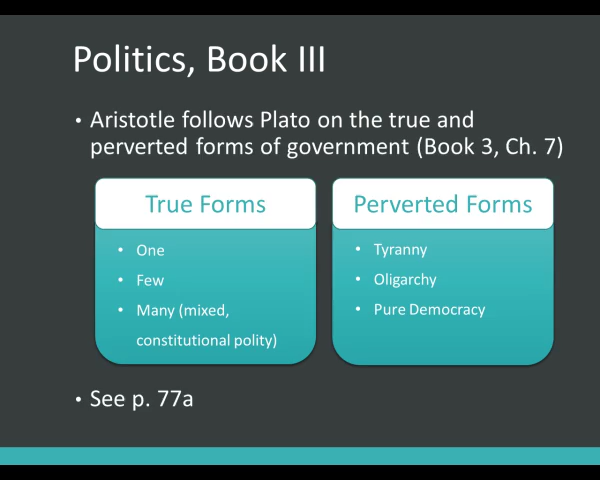 Politics, Book III
• Aristotle follows Plato on the true and
perverted forms of government (Book 3, Ch. 7)
True Forms
• One
• Few
• Many (mixed,
constitutional polity)
Perverted Forms
• Tyranny
• Oligarchy
• Pure Democracy
• See p. 77a